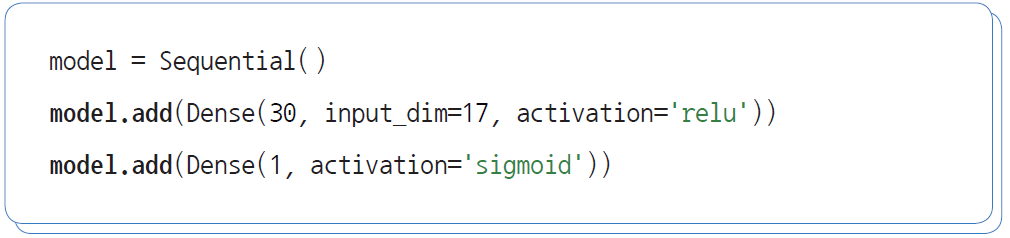 model = Sequential()
model.add(Dense(30, input_dim=17, activation='relu'))
model.add(Dense(1, activation='sigmoid'))